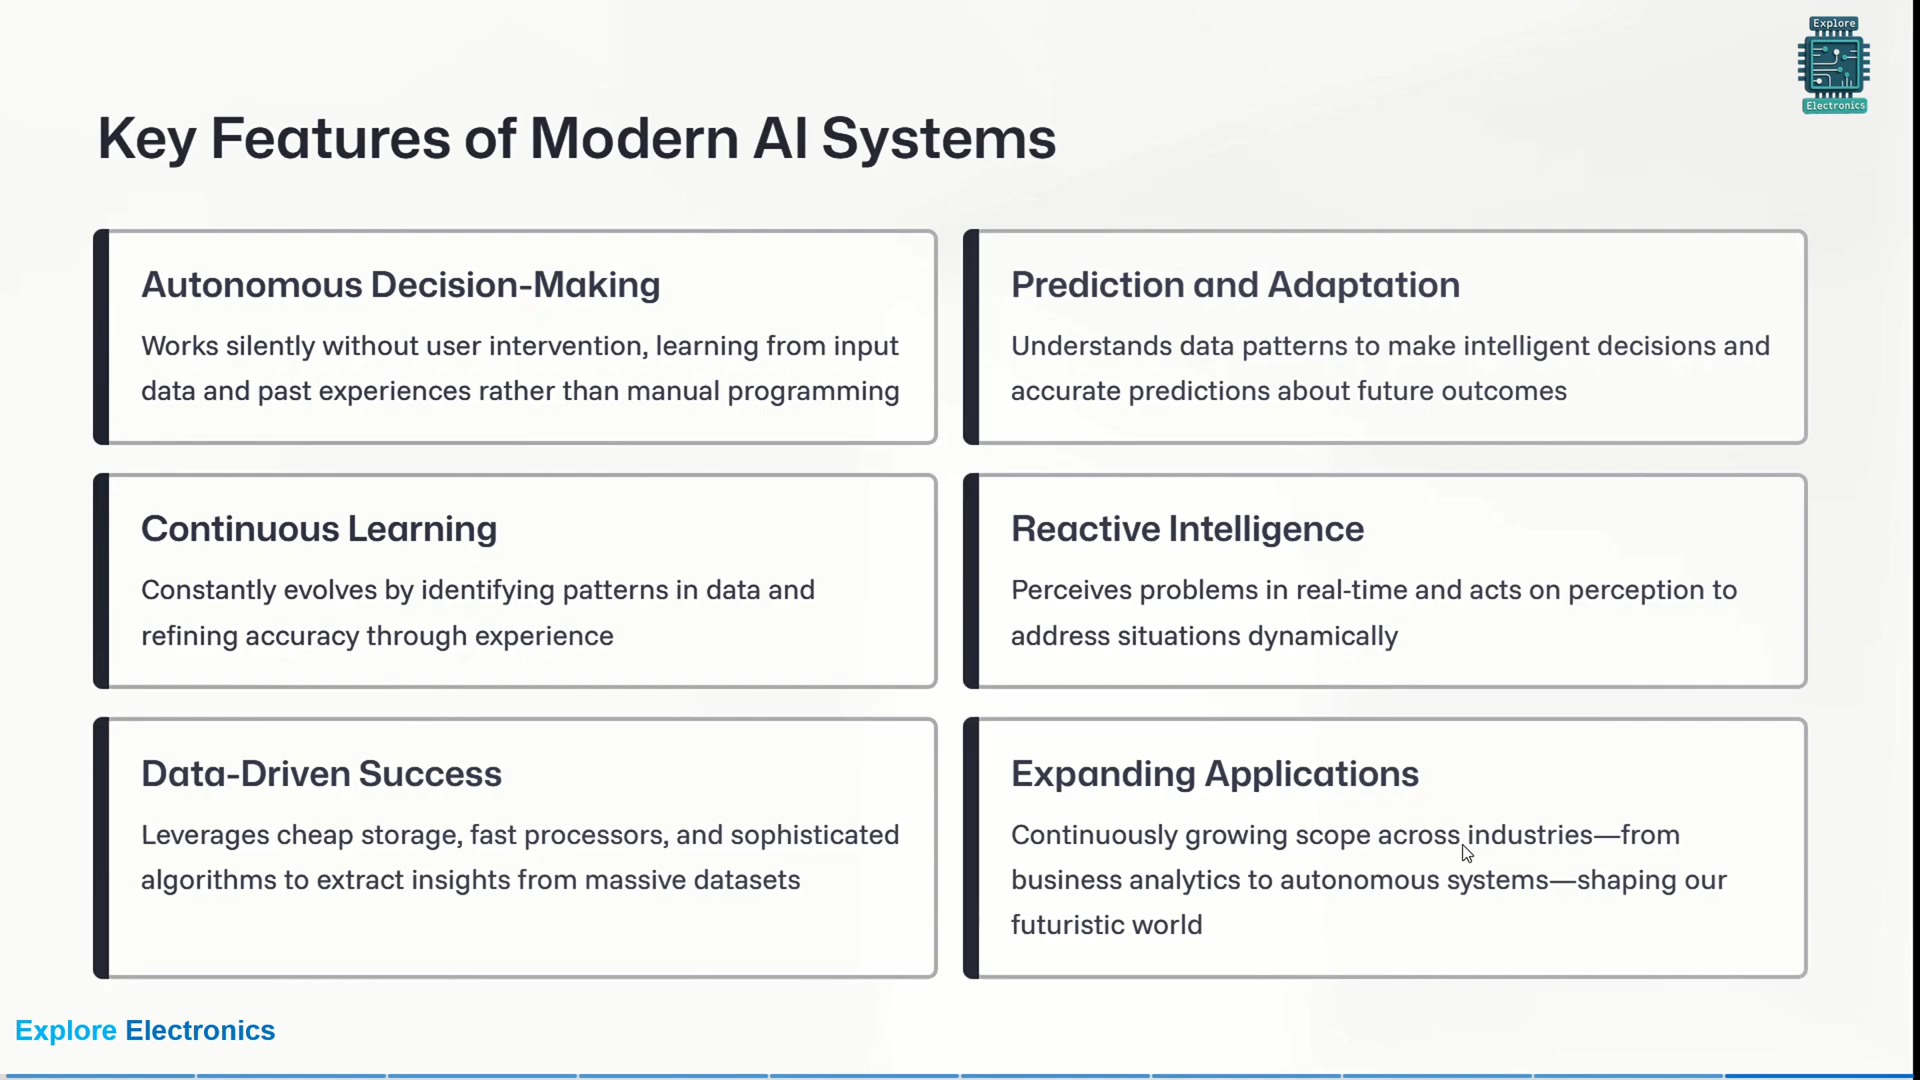 Explore
Electronics
Key Features of Modern AI Systems
Autonomous Decision-Making
Works silently without user intervention, learning from input
data and past experiences rather than manual programming
Prediction and Adaptation
Understands data patterns to make intelligent decisions and
accurate predictions about future outcomes
Continuous Learning
Constantly evolves by identifying patterns in data and
refining accuracy through experience
Reactive Intelligence
Perceives problems in real-time and acts on perception to
address situations dynamically
Data-Driven Success
Leverages cheap storage, fast processors, and sophisticated
algorithms to extract insights from massive datasets
Expanding Applications
Continuously growing scope across industries—from
business analytics to autonomous systems—shaping our
futuristic world
Explore Electronics